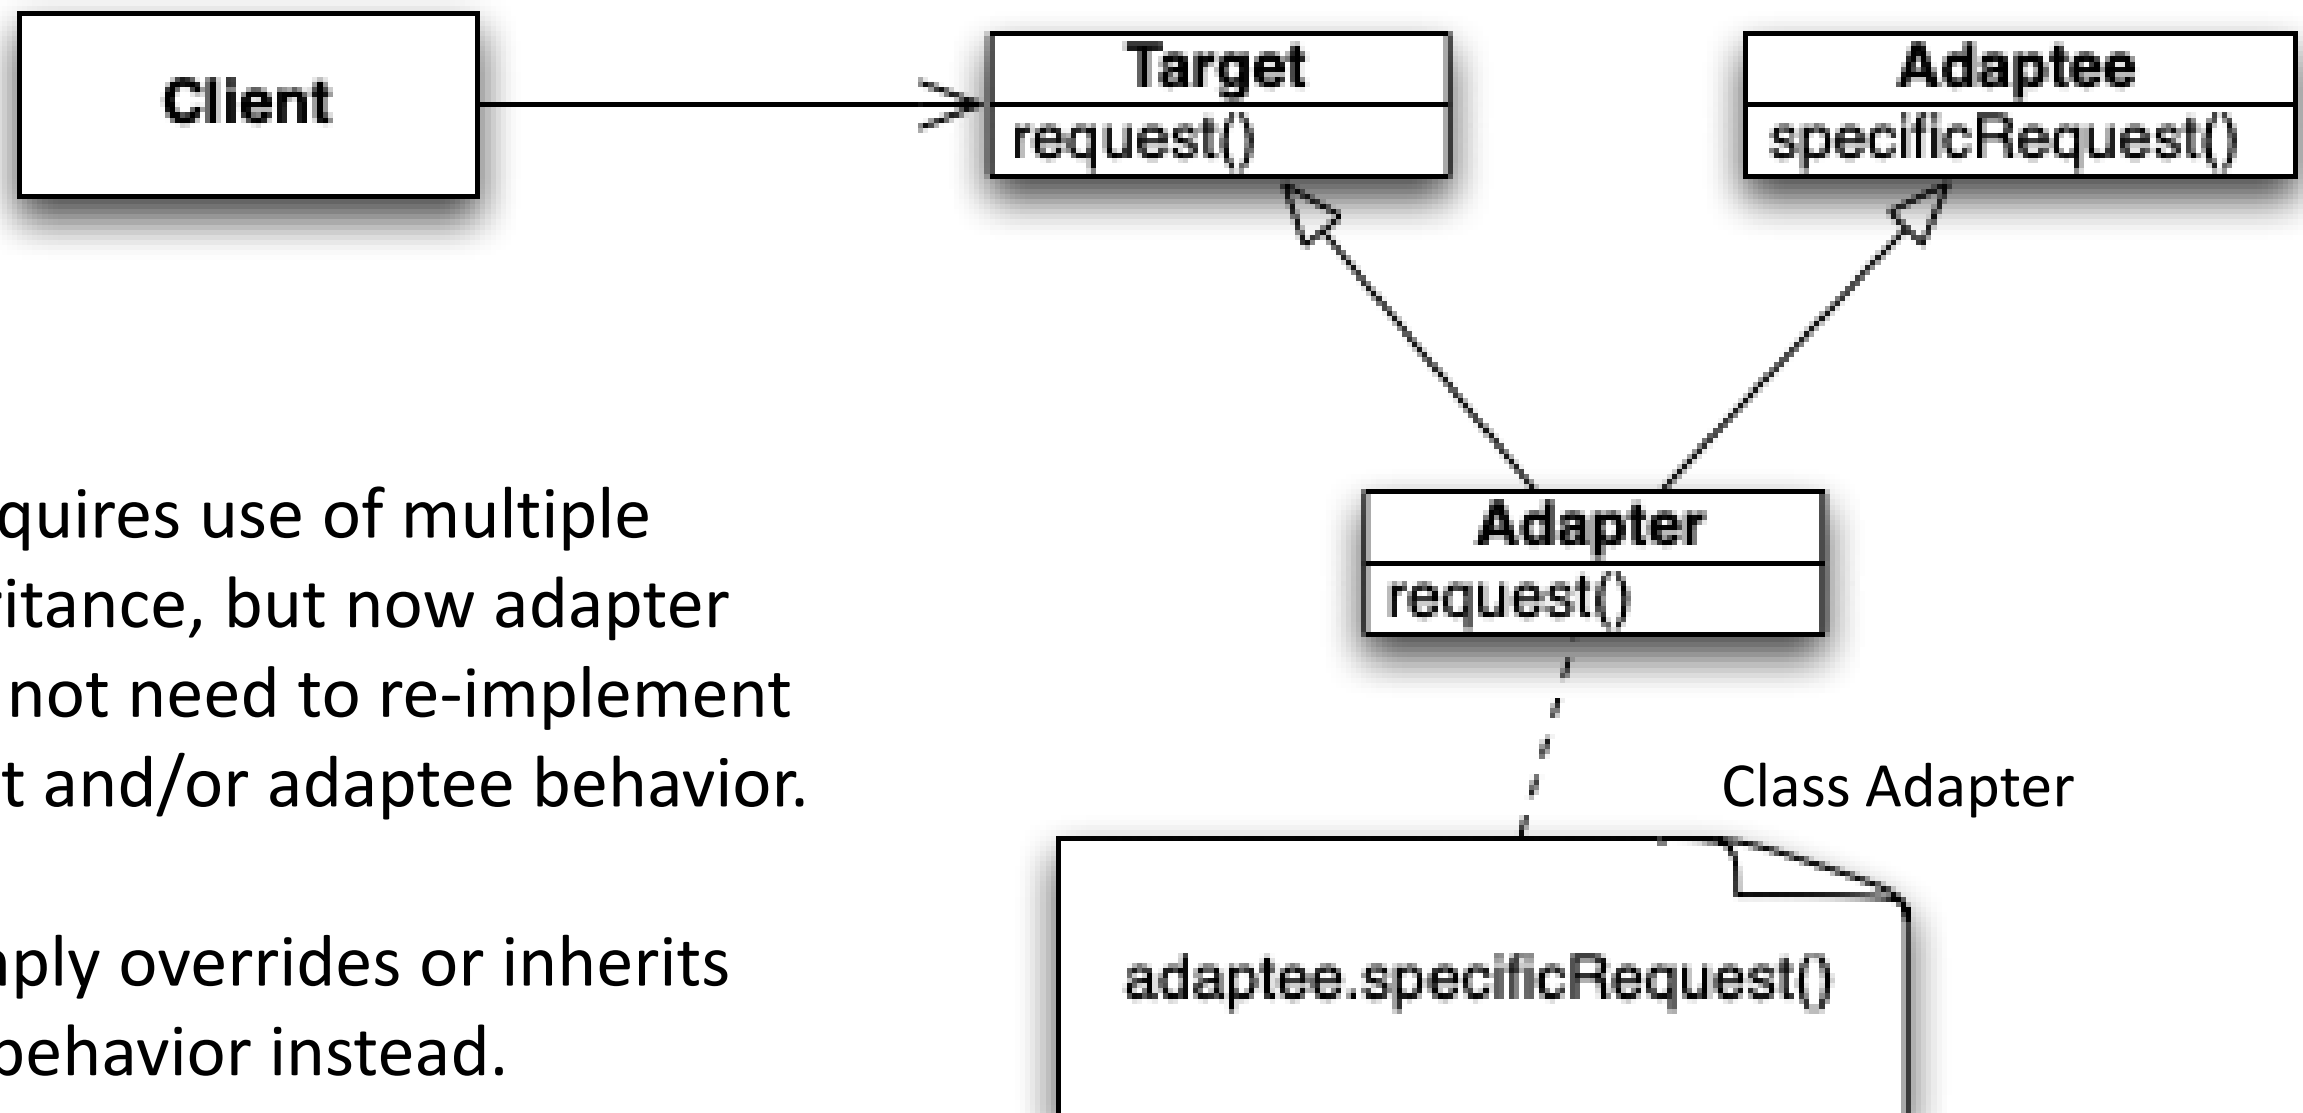 Client
Target
request()
Adaptee
specificRequest()
Adapter
request()
Class Adapter
adaptee.specificRequest()
quires use of multiple
ritance, but now adapter
not need to re-implement
t and/or adaptee behavior.
ply overrides or inherits
behavior instead.